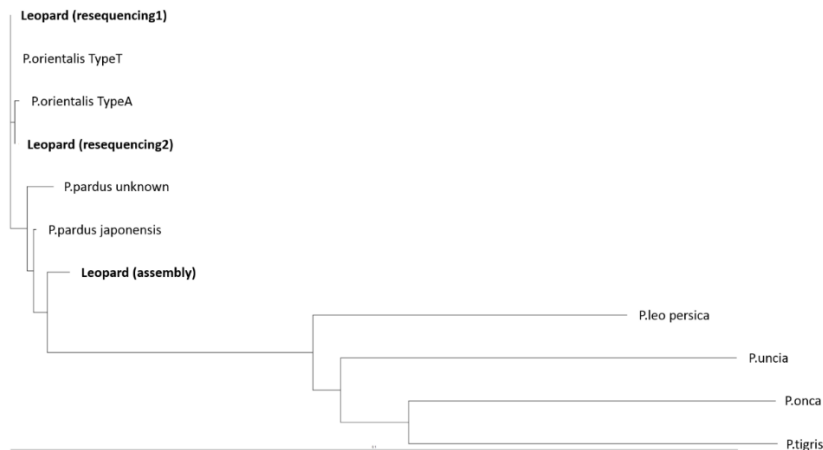 Leopard (resequencing1)
P.orientalis TypeT
P.orientalis TypeA
Leopard (resequencing2)
P.pardus unknown
P.pardus japonensis
Leopard (assembly)
P.leo persica
P.uncia
P.onca
P.tigris